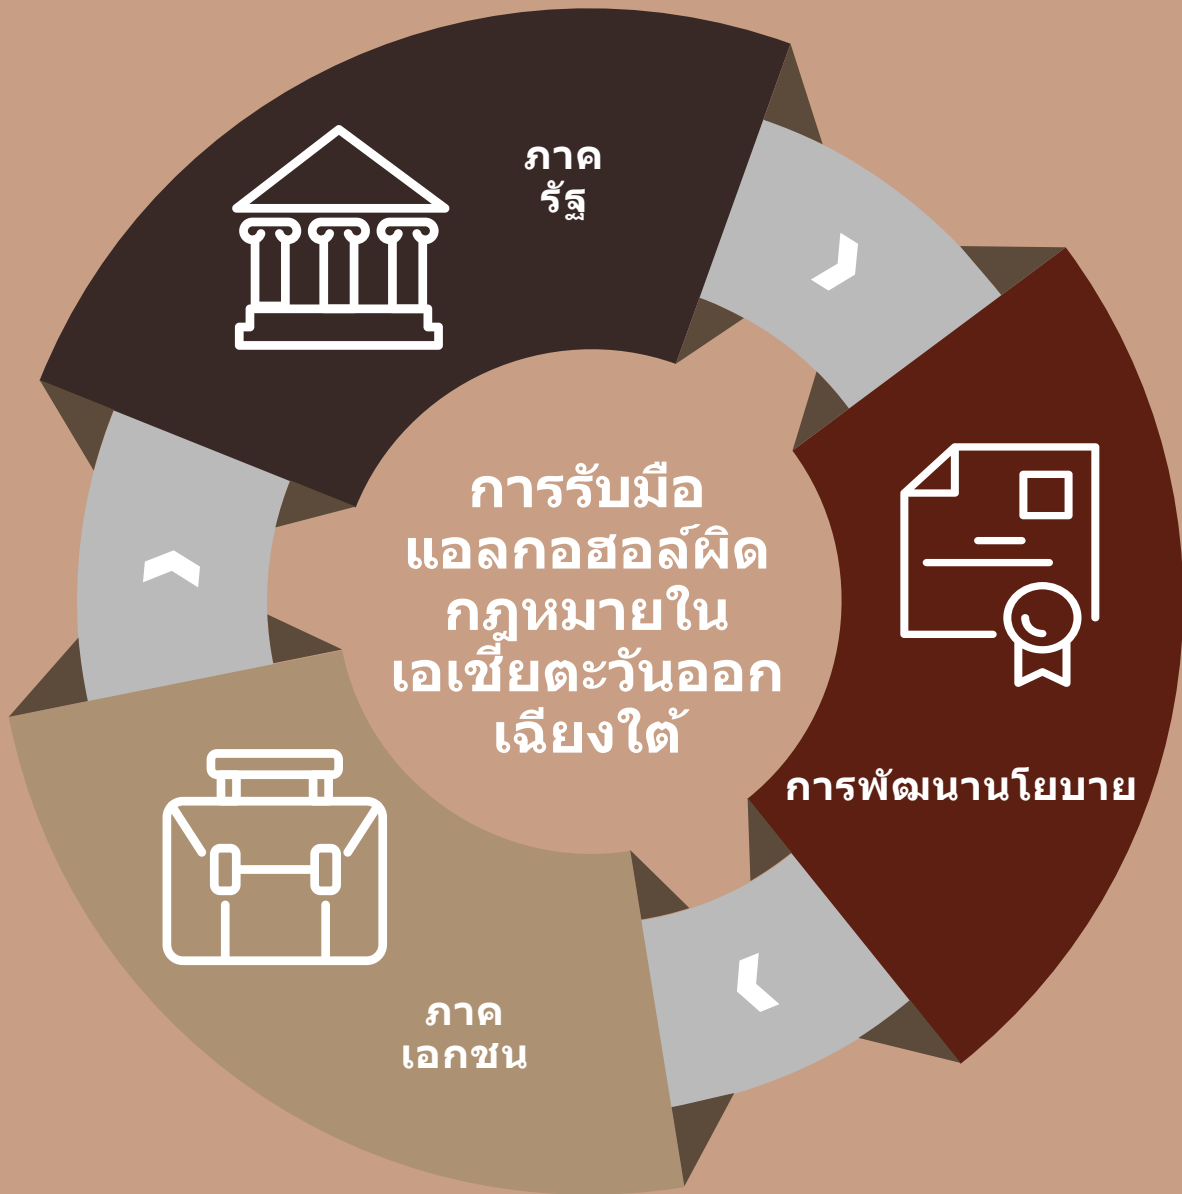 ภาค
รัฐ
การรับมือ
แอลกอฮอล์ผิด
กฎหมายใน
เอเชียตะวันออก
เฉียงใต้
การพัฒนานโยบาย
ภาค
เอกชน